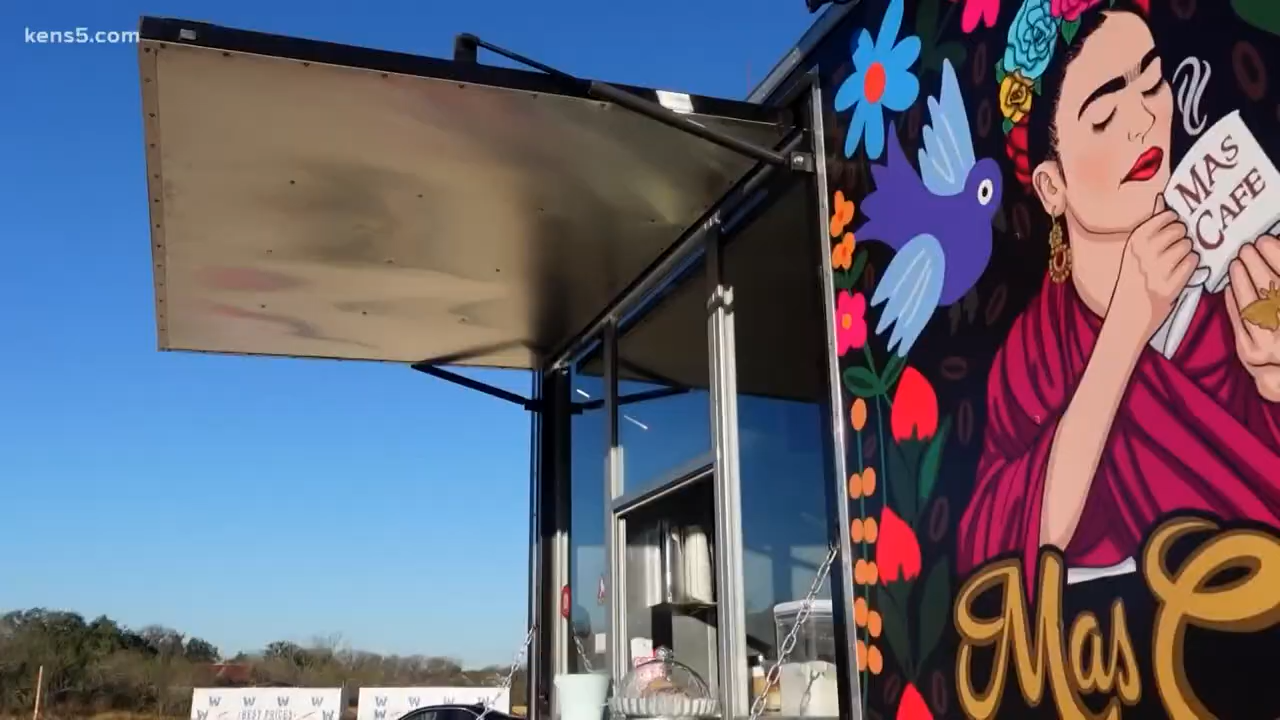 kens5.com
MAS
CAFE
Mas C
W W W W
W BEST PRICES W
W W W W
W